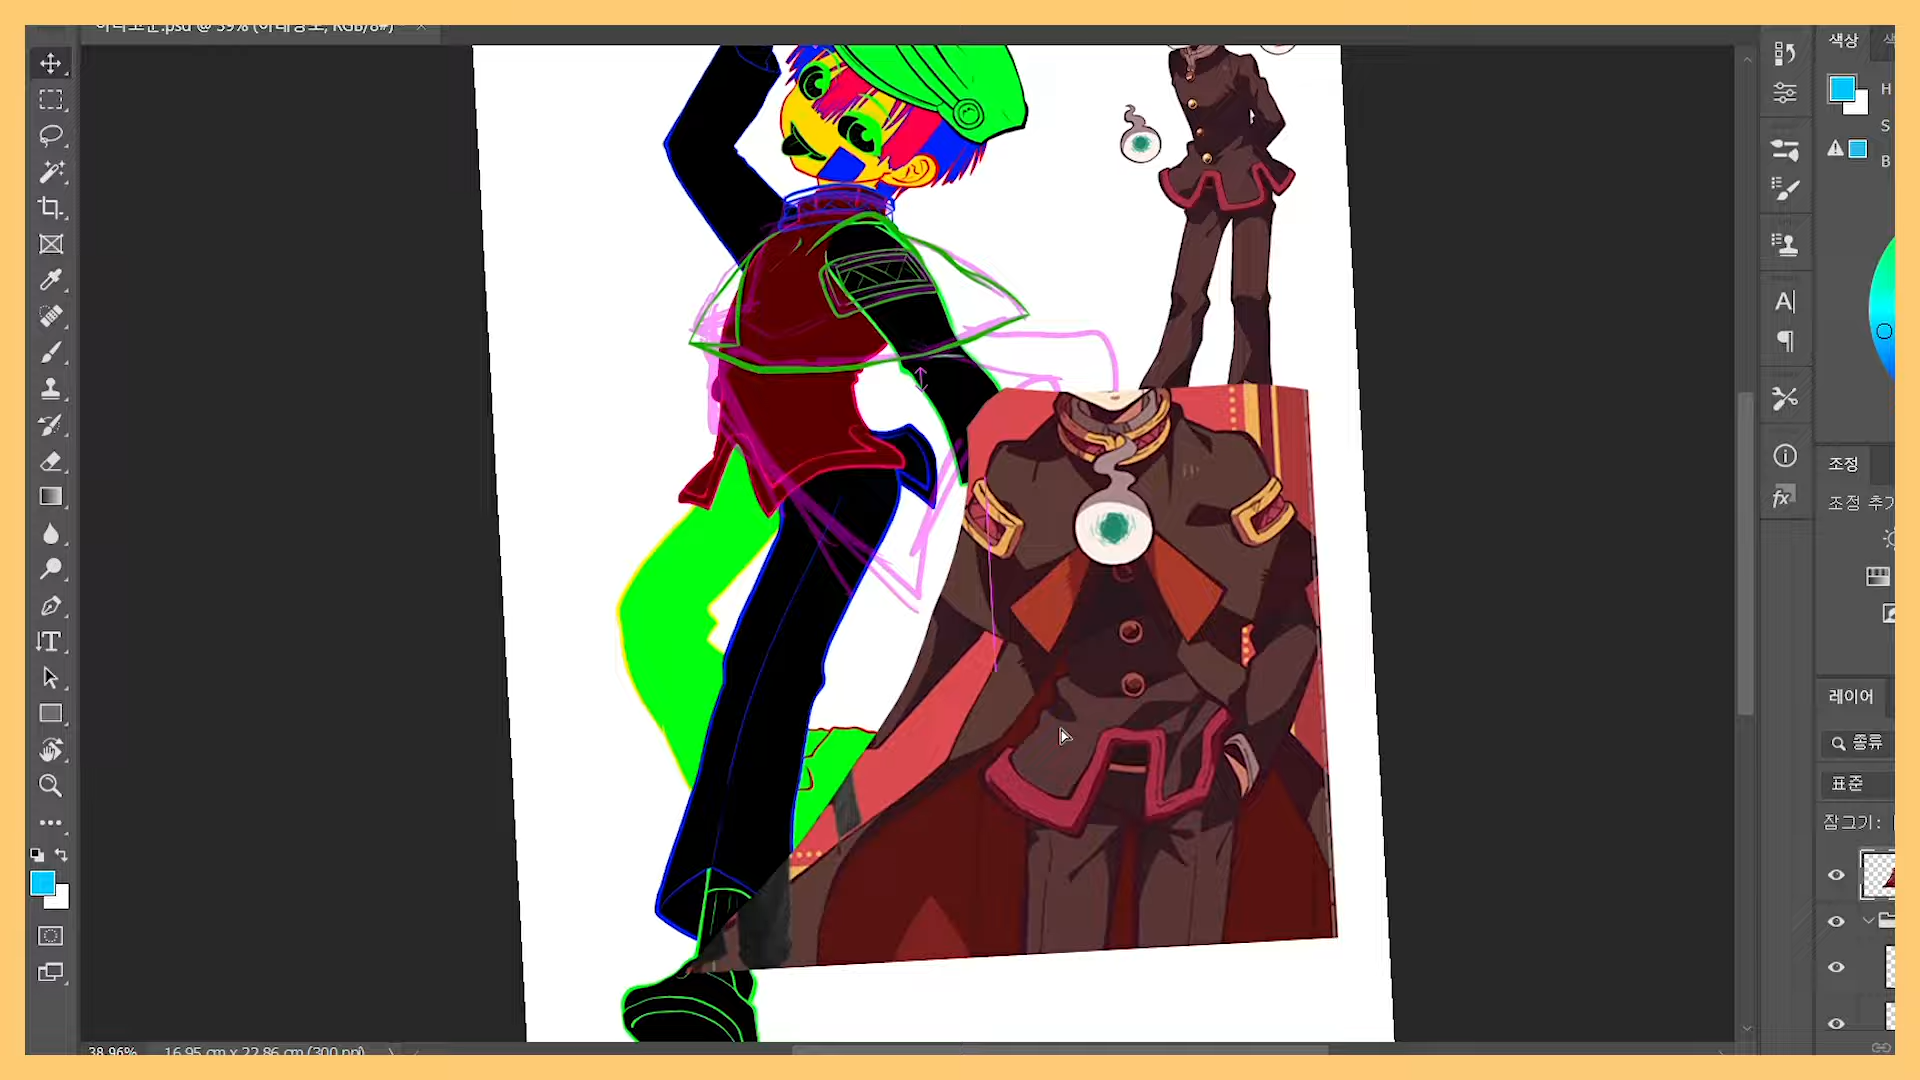 색상
H
S
B
조정
조정 추가
레이어
종류
표준
잠그기:
fx
38.96% 16.95 cm x 22.86 cm (300 ppi)